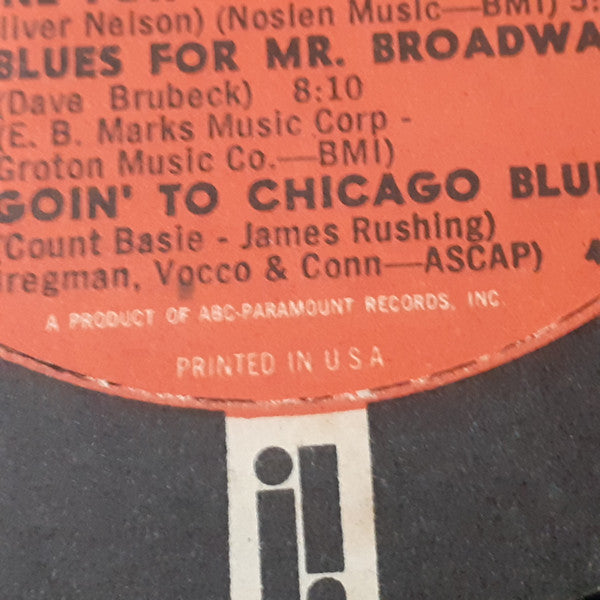 liver Nelson) (Noslen Music—BMI)
BLUES FOR MR. BROADWA
(Dave Brubeck) 8:10
(E. B. Marks Music Corp -
Groton Music Co.—BMI)
GOIN' TO CHICAGO BLU
(Count Basie - James Rushing)
regman, Vocco & Conn—ASCAP)
A PRODUCT OF ABC-PARAMOUNT RECORDS, INC.
PRINTED IN U S A